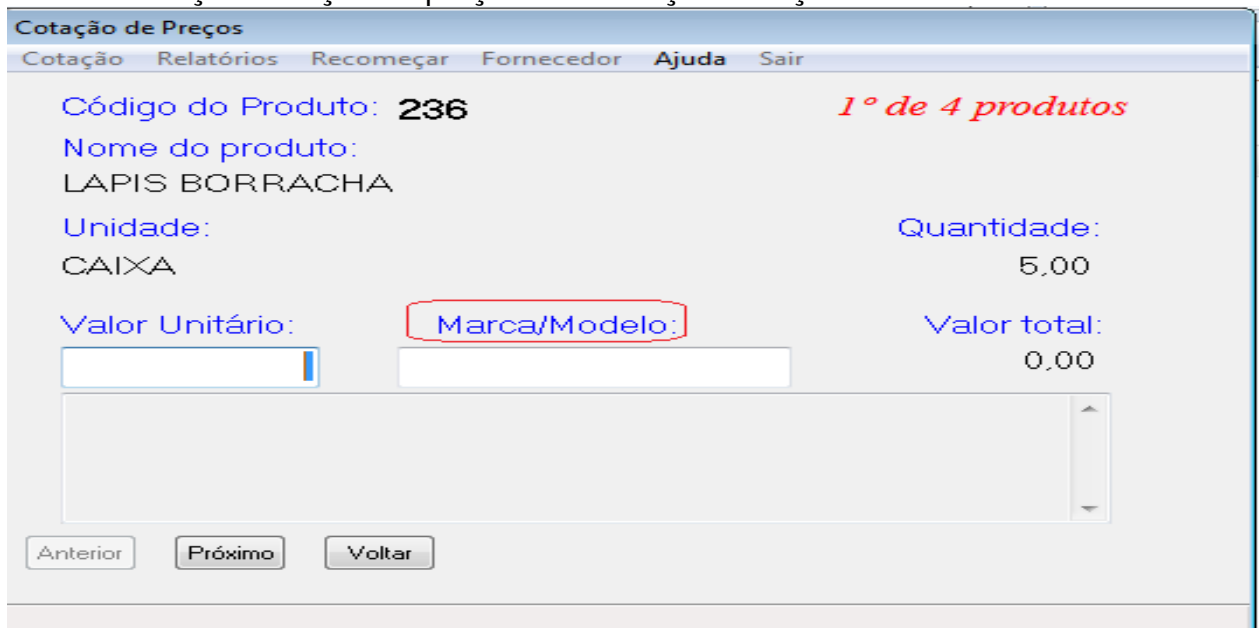 Cotação de Preços
Cotação Relatórios Recomeçar Fornecedor Ajuda Sair
Código do Produto: 236 1º de 4 produtos
Nome do produto:
LAPIS BORRACHA
Unidade: Quantidade:
CAIXA 5,00
Valor Unitário: Marca/Modelo: Valor total:
0,00
Anterior Próximo Voltar